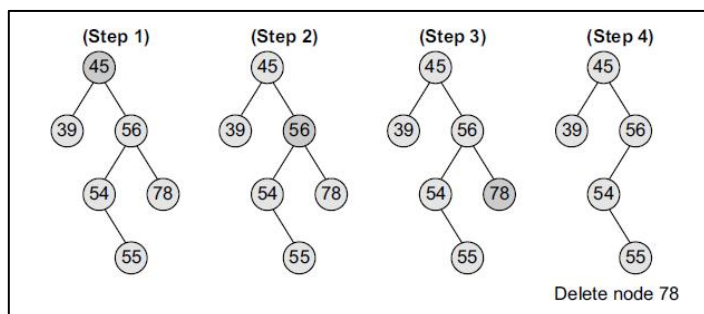 (Step 1) (Step 2) (Step 3) (Step 4)
45 45 45 45
39 56 39 56 39 56 39 56
54 78 54 78 54 78 54
55 55 55 55
Delete node 78